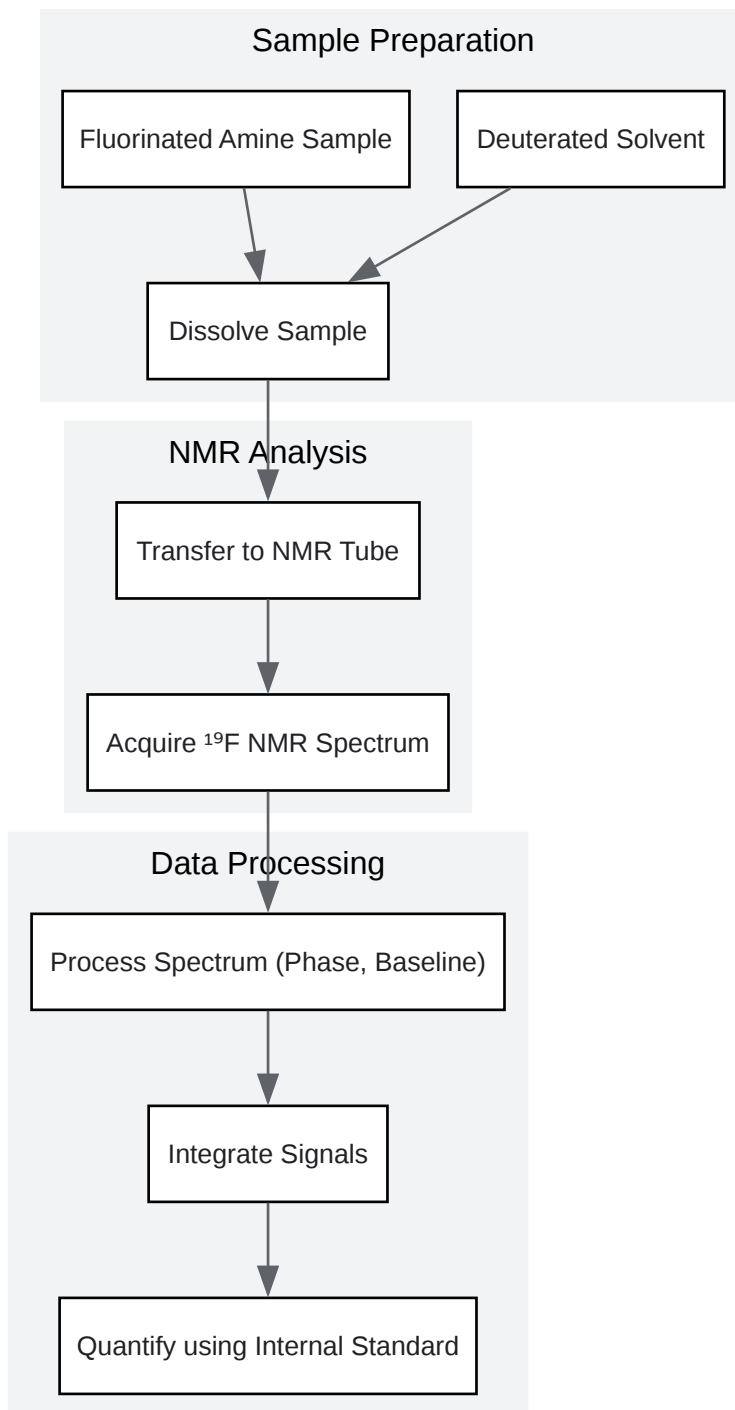 Sample Preparation
Fluorinated Amine Sample
Deuterated Solvent
Dissolve Sample
NMR Analysis
Transfer to NMR Tube
Acquire ¹⁹F NMR Spectrum
Data Processing
Process Spectrum (Phase, Baseline)
Integrate Signals
Quantify using Internal Standard